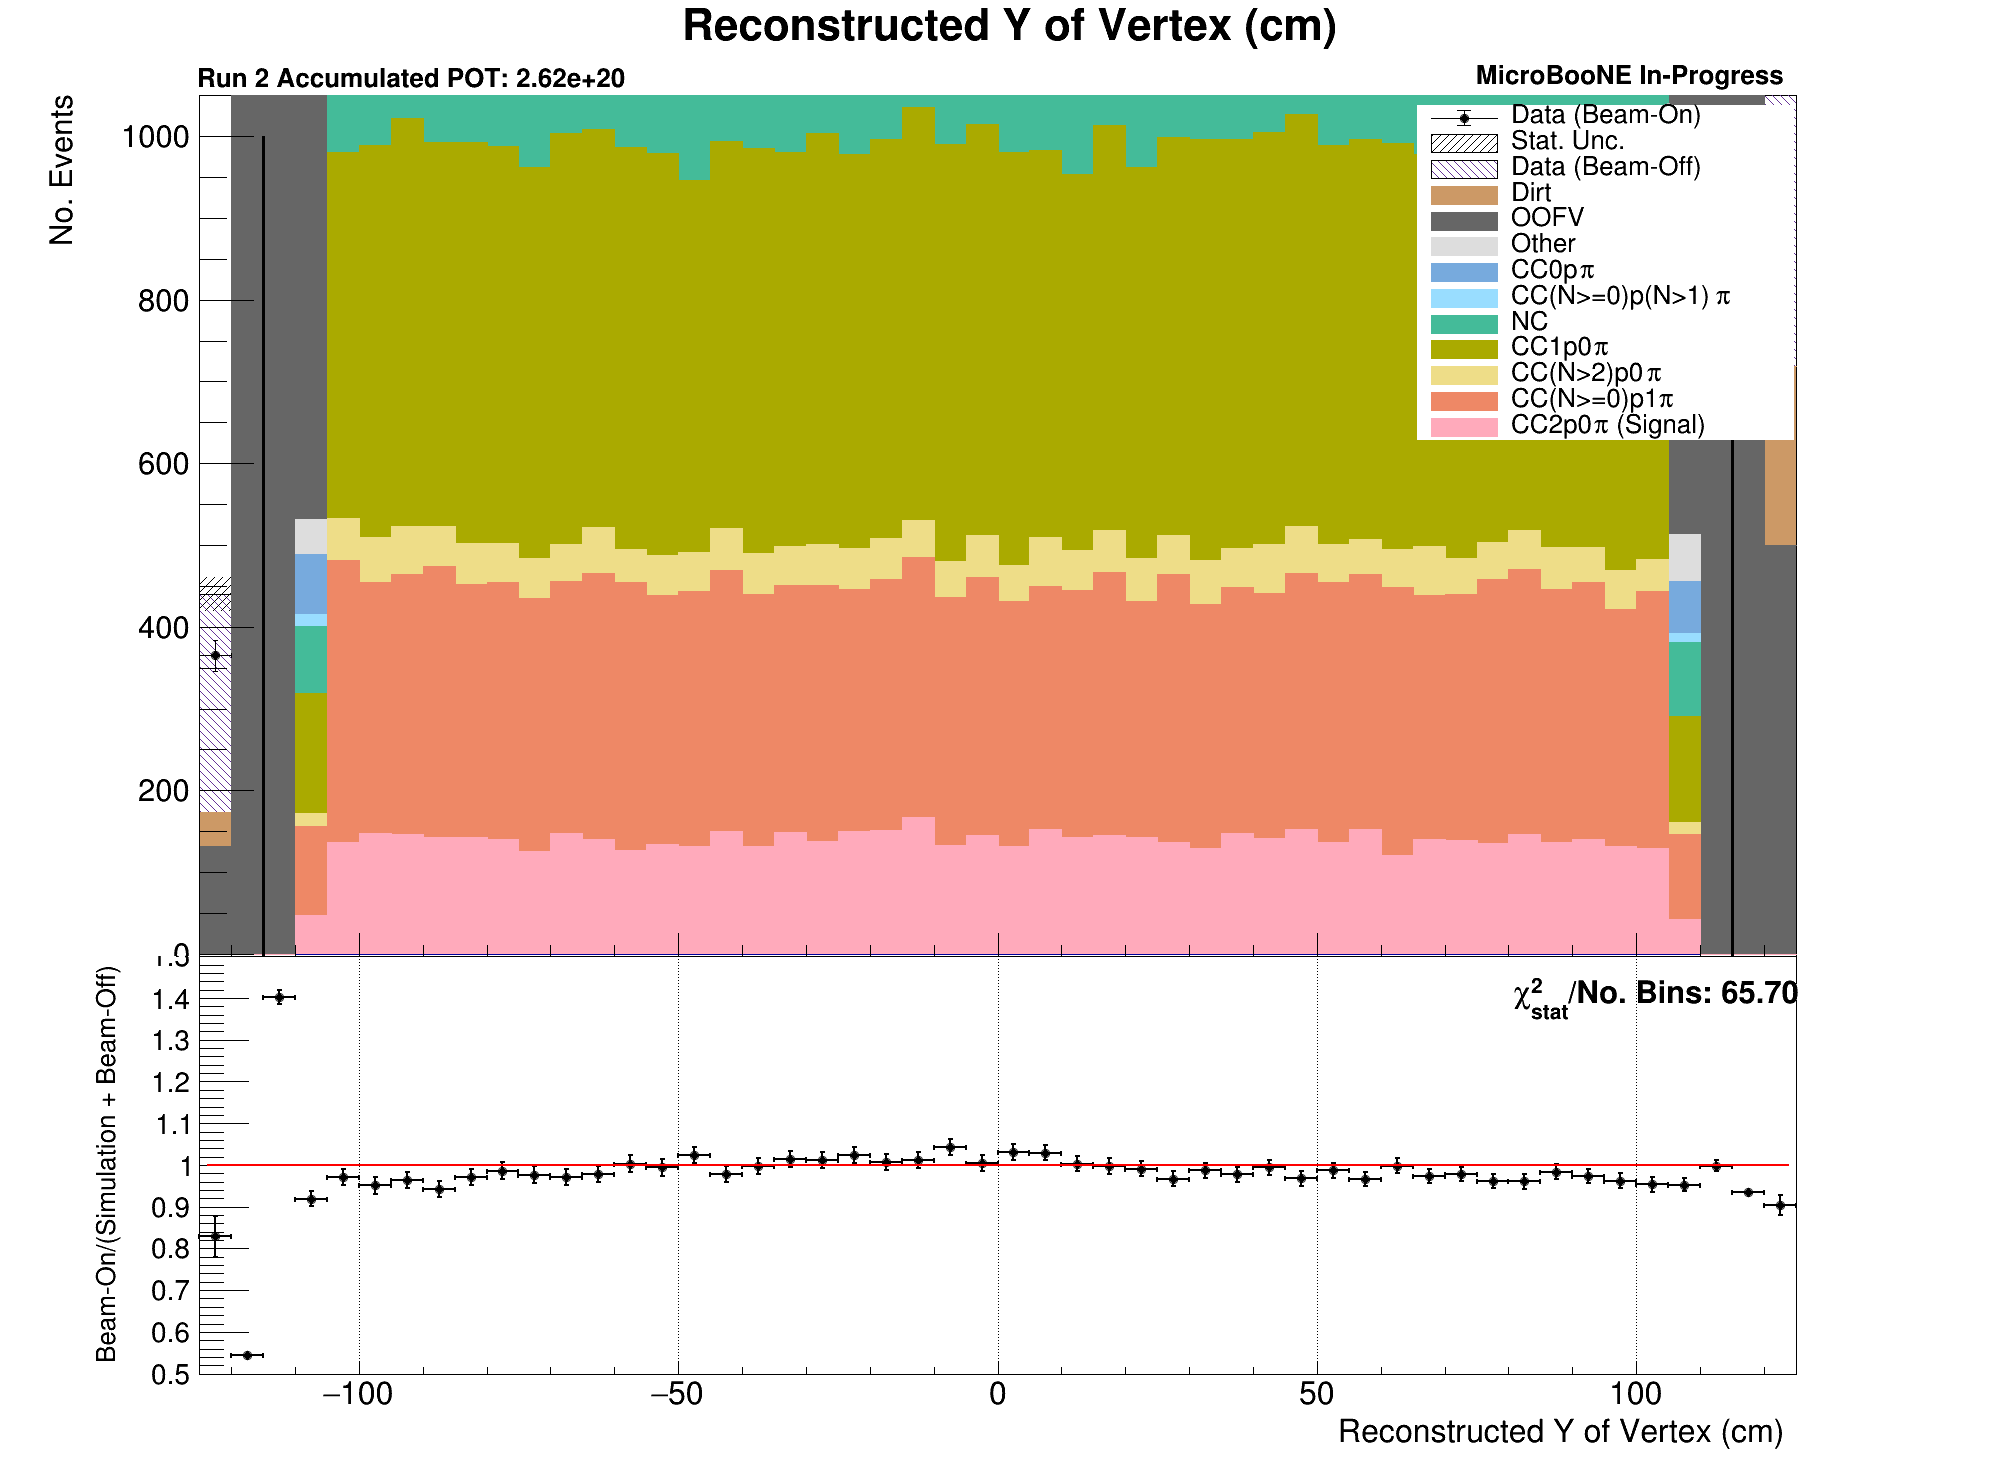 Reconstructed Y of Vertex (cm)
Run 2 Accumulated POT: 2.62e+20
MicroBooNE In-Progress
No. Events
1000
800
600
400
200
0
Data (Beam-On)
Stat. Unc.
Data (Beam-Off)
Dirt
OOFV
Other
CC0pπ
CC(N>=0)p(N>1) π
NC
CC1p0π
CC(N>2)p0π
CC(N>=0)p1π
CC2p0π (Signal)
Beam-On/(Simulation + Beam-Off)
1.5
1.4
1.3
1.2
1.1
1
0.9
0.8
0.7
0.6
0.5
χ²stat/No. Bins: 65.70
−100 −50 0 50 100
Reconstructed Y of Vertex (cm)